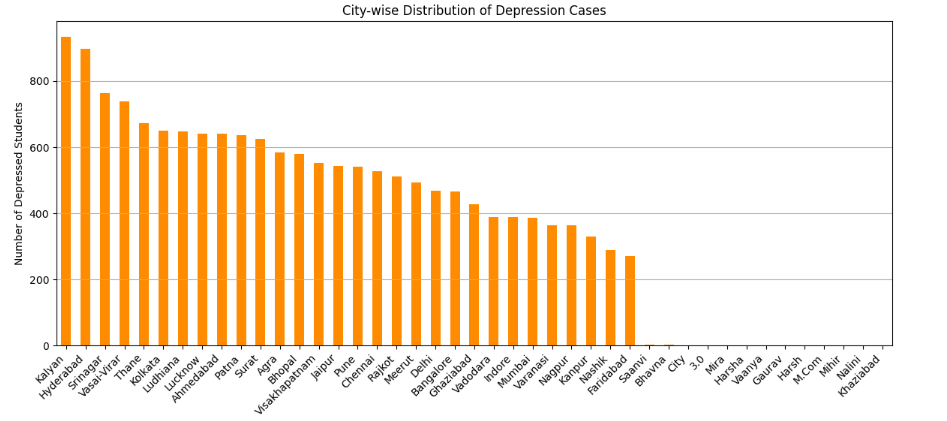 City-wise Distribution of Depression Cases
Number of Depressed Students
800
600
400
200
0
Kalyan
Hyderabad
Srinagar
Vasai-Virar
Thane
Kolkata
Ludhiana
Lucknow
Ahmedabad
Patna
Surat
Agra
Bhopal
Visakhapatnam
Jaipur
Pune
Chennai
Rajkot
Meerut
Delhi
Bangalore
Ghaziabad
Vadodara
Indore
Mumbai
Varanasi
Nagpur
Kanpur
Nashik
Faridabad
Saanvi
Bhavna
City
3.0
Mira
Harsha
Vaanya
Gaurav
Harsh
M.Com
Mihir
Nalini
Khaziabad